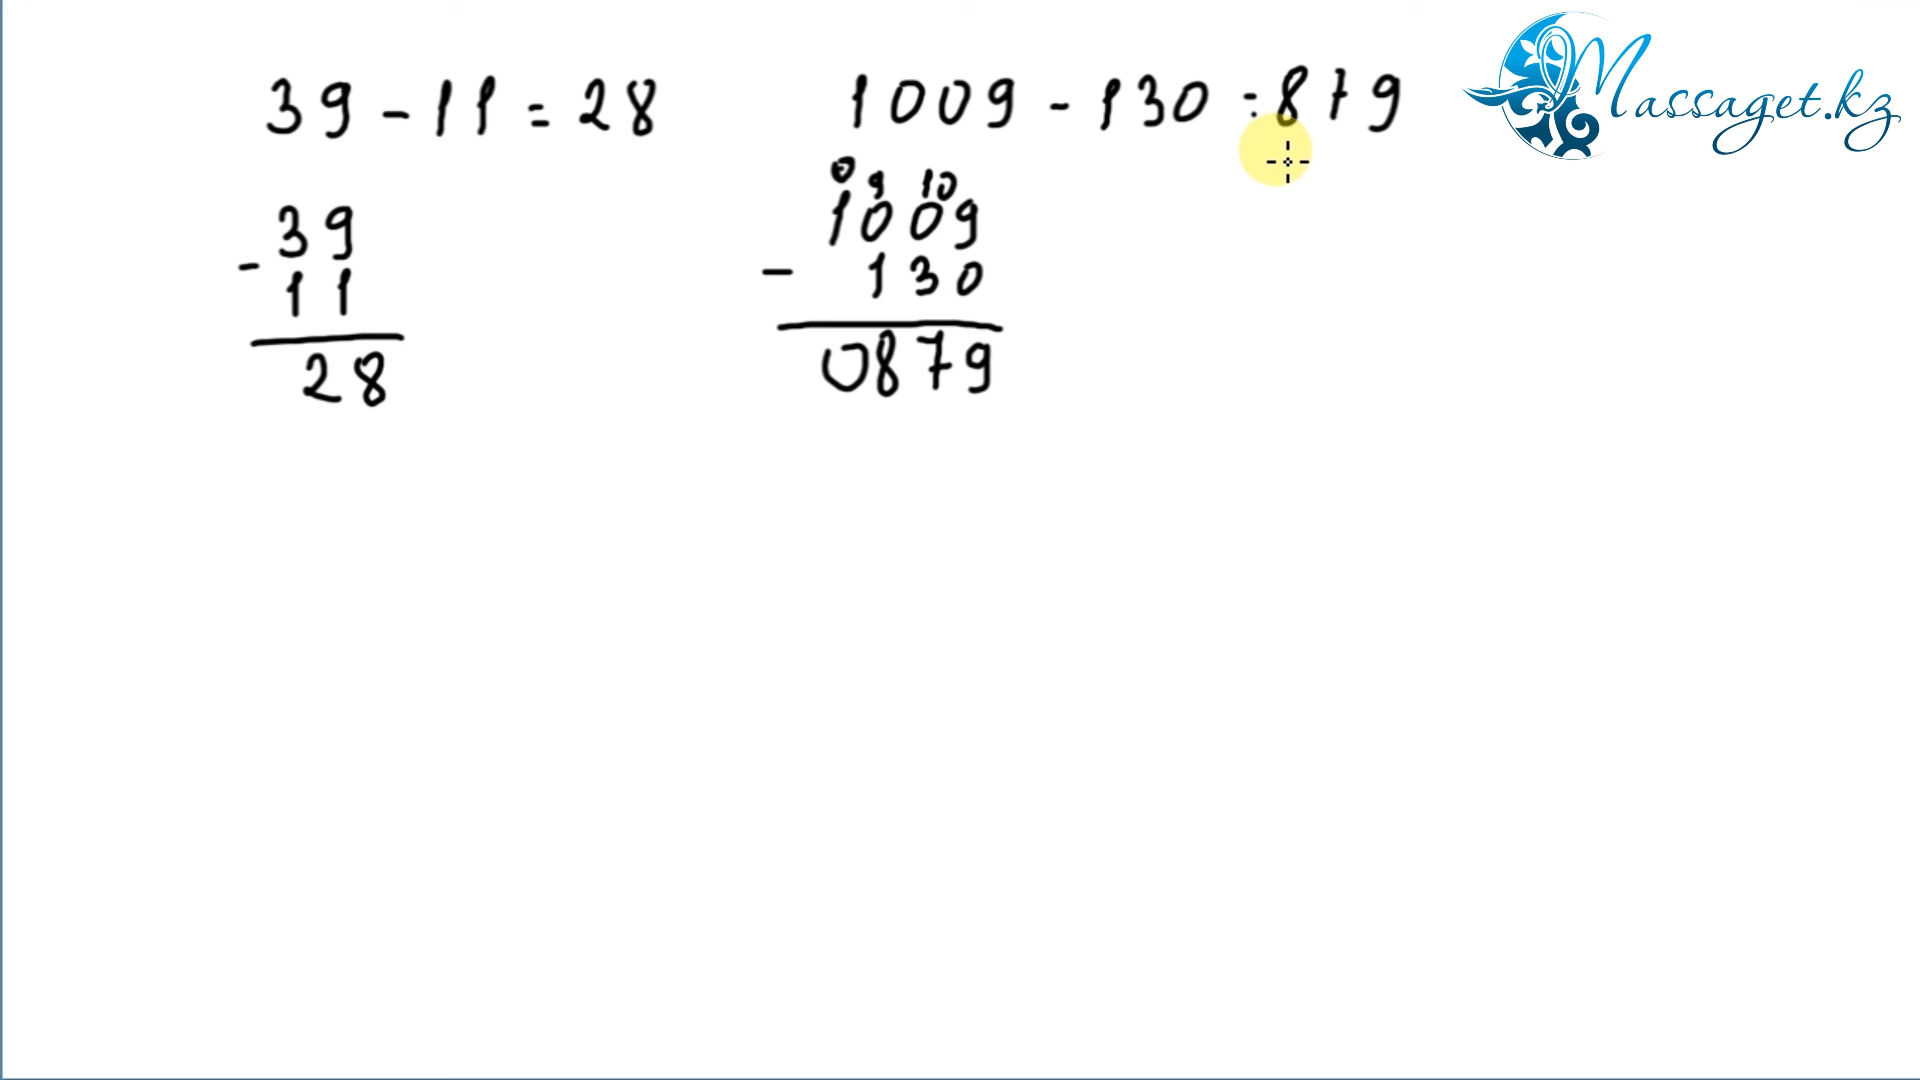 39 - 11 = 28
1009 - 130 = 879
Massaget.kz
39
- 11
28
0 9 10
1009
- 130
0879